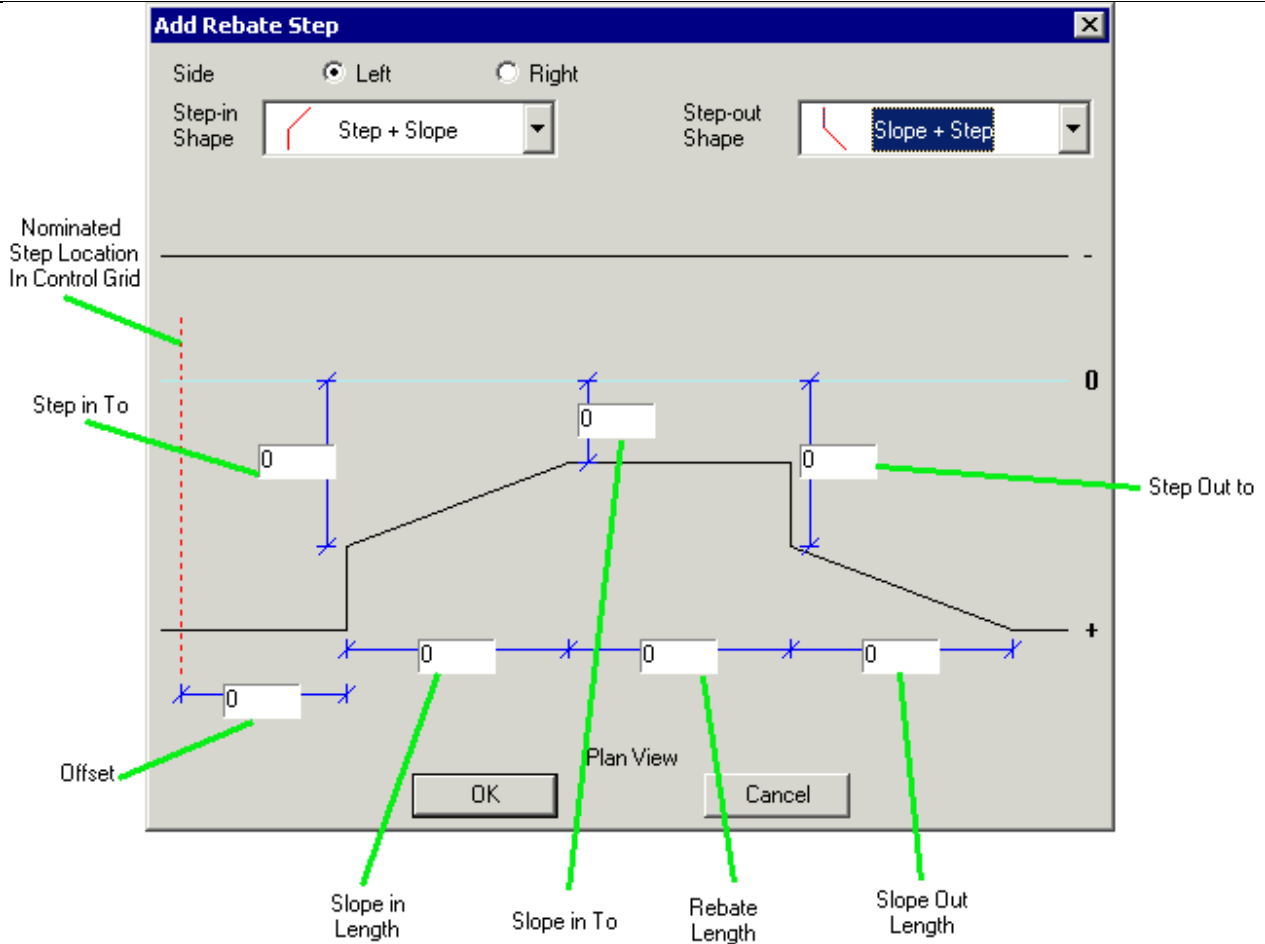 Add Rebate Step
Side
Left
Right
Step-in
Shape
Step + Slope
Step-out
Shape
Slope + Step
Nominated
Step Location
In Control Grid
-
0
Step in To
0
0
0
Step Out to
+
0
0
0
0
Offset
Plan View
OK
Cancel
Slope in
Length
Slope in To
Rebate
Length
Slope Out
Length